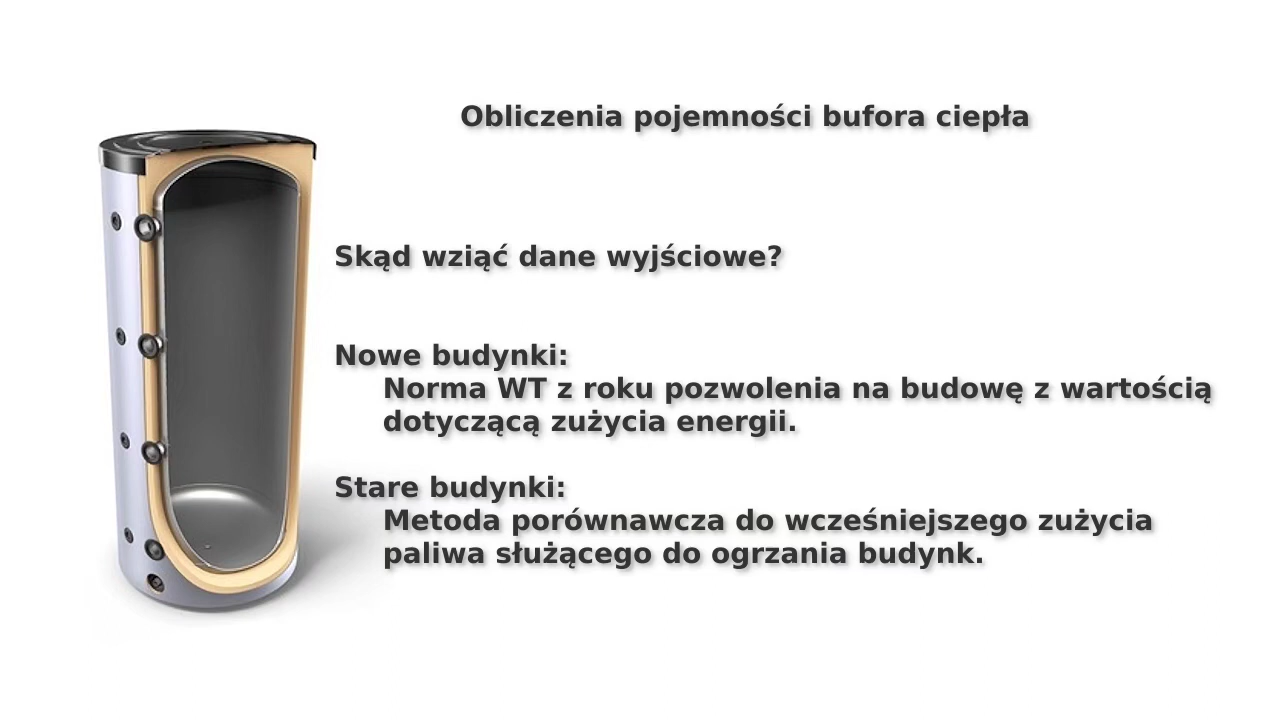 Obliczenia pojemności bufora ciepła
Skąd wziąć dane wyjściowe?
Nowe budynki:
Norma WT z roku pozwolenia na budowę z wartością
dotyczącą zużycia energii.
Stare budynki:
Metoda porównawcza do wcześniejszego zużycia
paliwa służącego do ogrzania budynk.